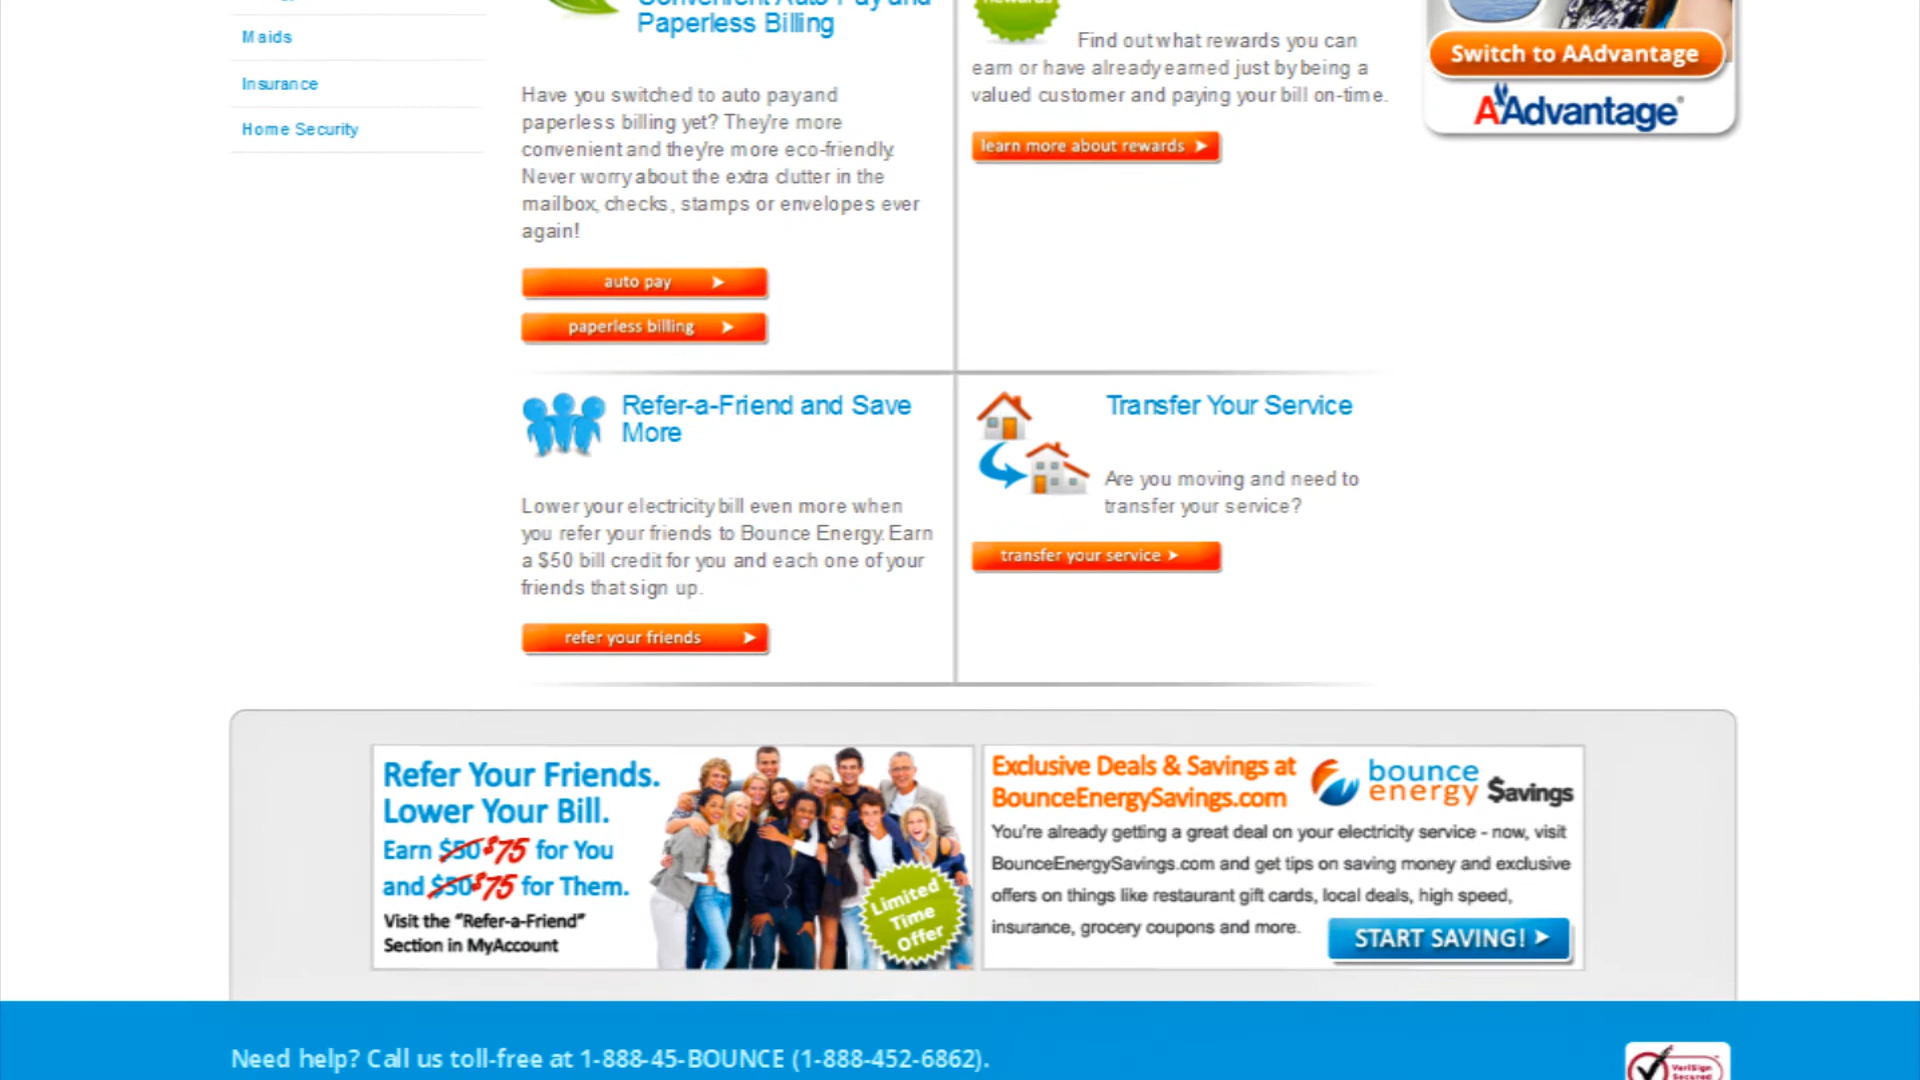 Maids
Insurance
Home Security
Convenient Auto Pay and
Paperless Billing
Have you switched to auto pay and
paperless billing yet? They're more
convenient and they're more eco-friendly.
Never worry about the extra clutter in the
mailbox, checks, stamps or envelopes ever
again!
auto pay
paperless billing
rewards
Find out what rewards you can
earn or have already earned just by being a
valued customer and paying your bill on-time.
learn more about rewards
Switch to AAdvantage
AAdvantage®
Refer-a-Friend and Save
More
Lower your electricity bill even more when
you refer your friends to Bounce Energy. Earn
a $50 bill credit for you and each one of your
friends that sign up.
refer your friends
Transfer Your Service
Are you moving and need to
transfer your service?
transfer your service
Refer Your Friends.
Lower Your Bill.
Earn $50 $75 for You
and $50 $75 for Them.
Visit the "Refer-a-Friend"
Section in MyAccount
Limited
Time
Offer
Exclusive Deals & Savings at
BounceEnergySavings.com
bounce
energy $avings
You're already getting a great deal on your electricity service - now, visit
BounceEnergySavings.com and get tips on saving money and exclusive
offers on things like restaurant gift cards, local deals, high speed,
insurance, grocery coupons and more.
START SAVING!
Need help? Call us toll-free at 1-888-45-BOUNCE (1-888-452-6862).
VeriSign
Secured